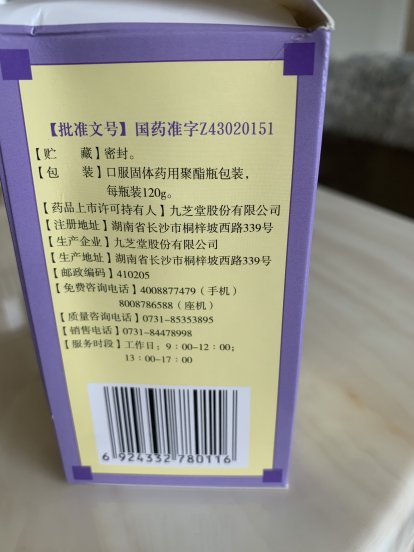 【批准文号】国药准字Z43020151
【贮　　藏】密封。
【包　　装】口服固体药用聚酯瓶包装，
每瓶装120g。
【药品上市许可持有人】九芝堂股份有限公司
【注册地址】湖南省长沙市桐梓坡西路339号
【生产企业】九芝堂股份有限公司
【生产地址】湖南省长沙市桐梓坡西路339号
【邮政编码】410205
【免费咨询电话】4008877479（手机）
8008786588（座机）
【质量咨询电话】0731-85353895
【销售电话】0731-84478998
【服务时段】工作日：9：00-12：00；
13：00-17：00
6 924332 780116